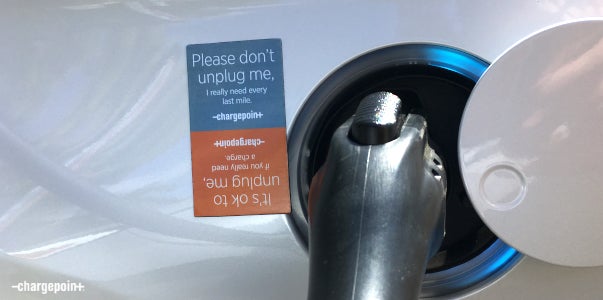 Please don't
unplug me,
I really need every
last mile.
-chargepoin+
It's ok to
unplug me,
if you really need
a charge.
-chargepoin+
-chargepoin+